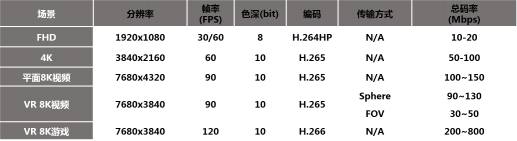 场景 分辨率 帧率(FPS) 色深(bit) 编码 传输方式 总码率(Mbps)
FHD 1920x1080 30/60 8 H.264HP N/A 10-20
4K 3840x2160 60 10 H.265 N/A 50-100
平面8K视频 7680x4320 90 10 H.265 N/A 100~150
VR 8K视频 7680x3840 90 10 H.265 Sphere 90~130
FOV 30~50
VR 8K游戏 7680x3840 120 10 H.266 N/A 200~800